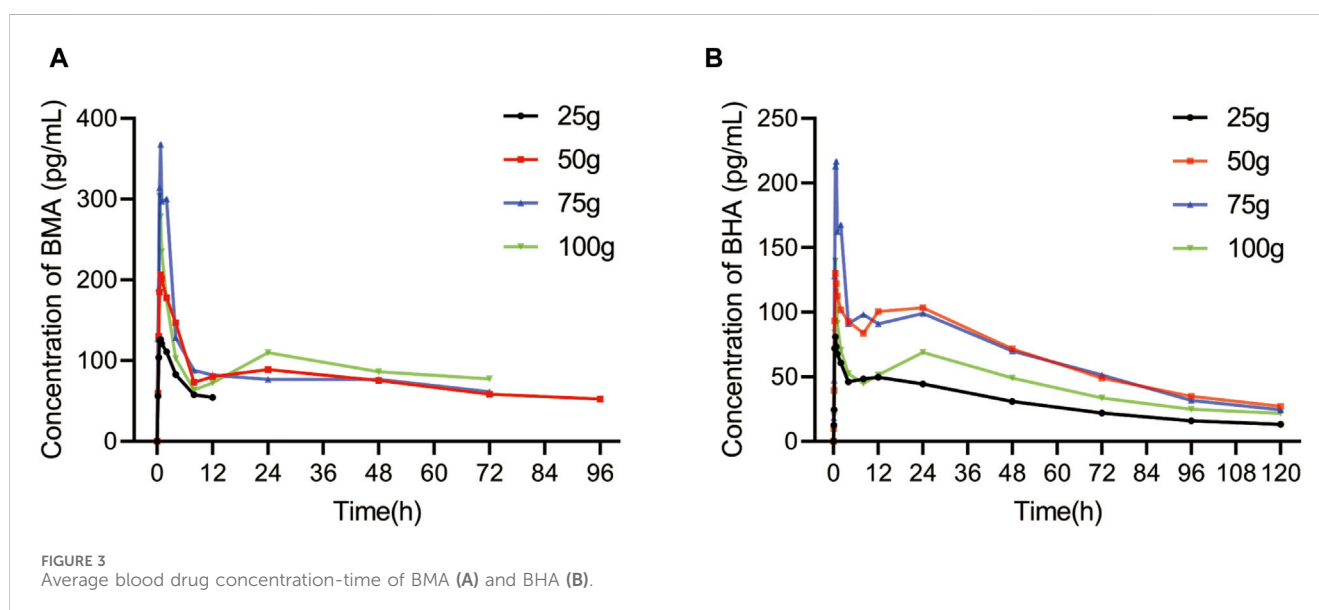 A
Concentration of BMA (pg/mL)
400
300
200
100
0
0 12 24 36 48 60 72 84 96
Time(h)
25g
50g
75g
100g
B
Concentration of BHA (pg/mL)
250
200
150
100
50
0
0 12 24 36 48 60 72 84 96 108 120
Time(h)
25g
50g
75g
100g
FIGURE 3
Average blood drug concentration-time of BMA (A) and BHA (B).